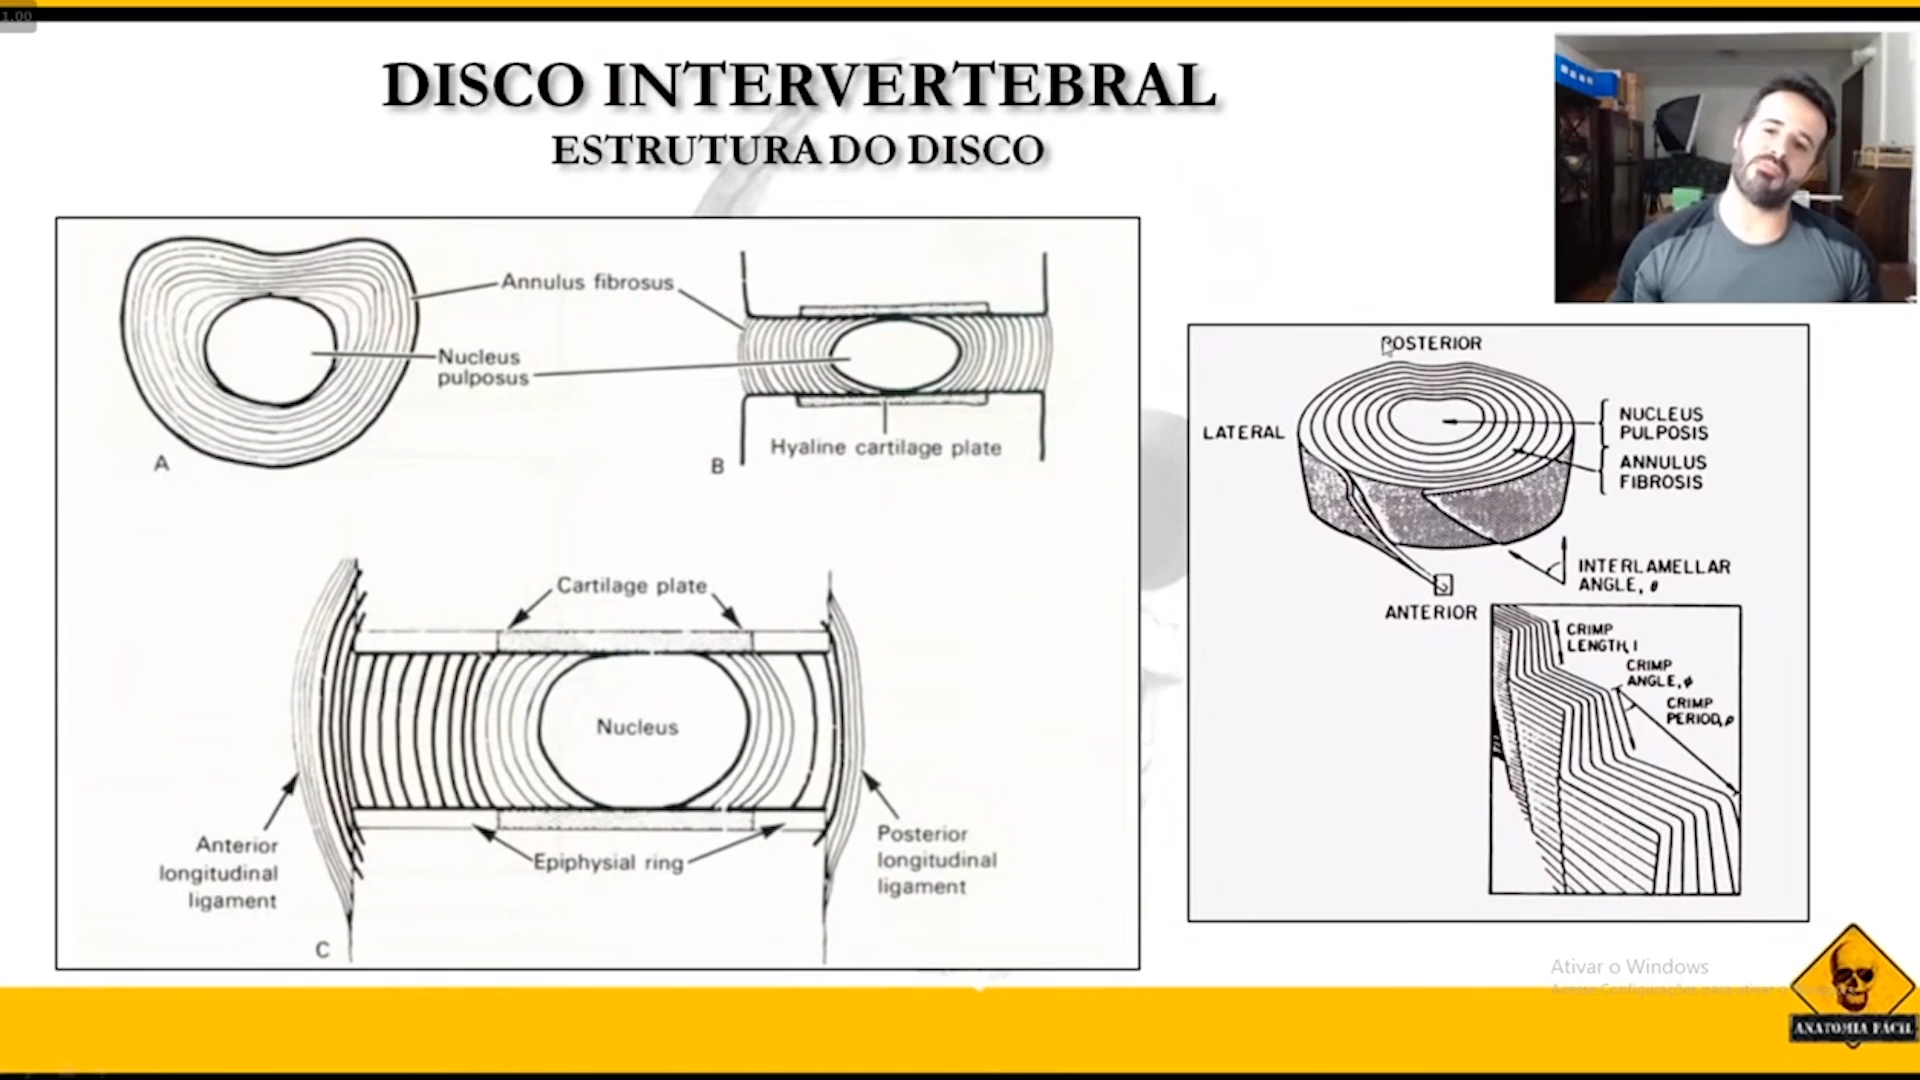 1.00
DISCO INTERVERTEBRAL
ESTRUTURA DO DISCO
Annulus fibrosus
Nucleus
pulposus
Hyaline cartilage plate
A
B
Cartilage plate
Nucleus
Anterior
longitudinal
ligament
Epiphysial ring
Posterior
longitudinal
ligament
C
POSTERIOR
LATERAL
NUCLEUS
PULPOSIS
ANNULUS
FIBROSIS
INTERLAMELLAR
ANGLE, θ
ANTERIOR
CRIMP
LENGTH, l
CRIMP
ANGLE, ϕ
CRIMP
PERIOD, ρ
Ativar o Windows
ANATOMIA FÁCIL